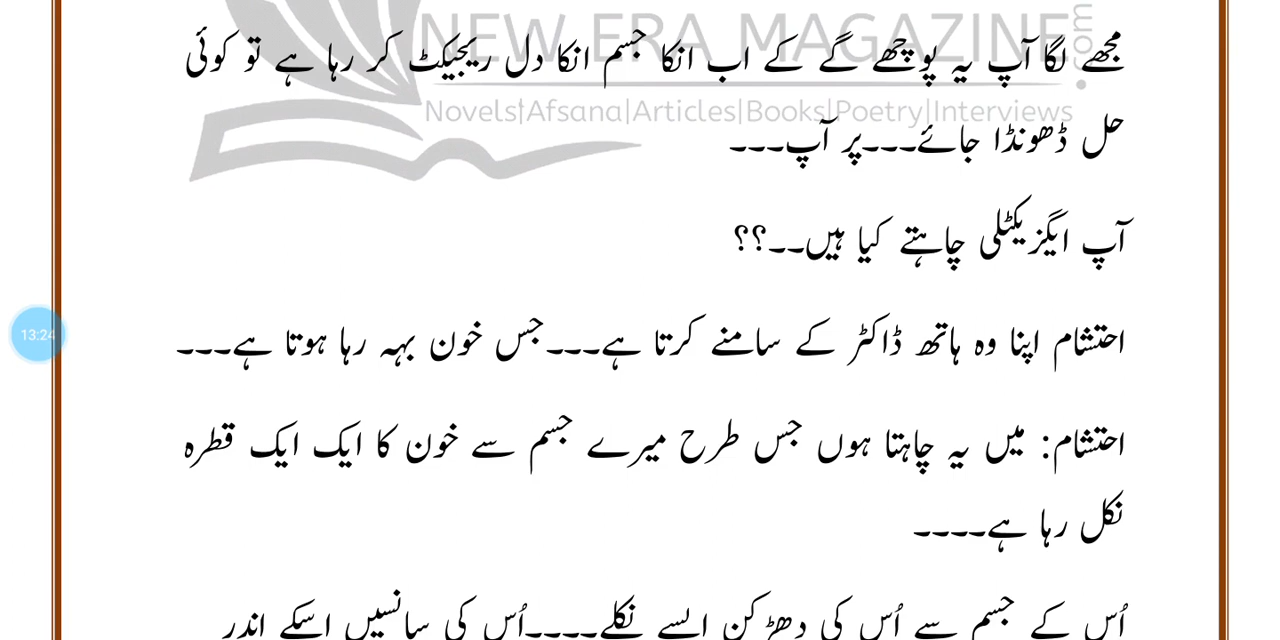 NEW ERA MAGAZINE.com
مجھے لگا آپ یہ پوچھے گے کے اب انکا جسم انکا دل ریجیکٹ کر رہا ہے تو کوئی
Novels|Afsana|Articles|Books|Poetry|Interviews
حل ڈھونڈا جائے۔۔۔پر آپ۔۔۔
آپ ایگزیکٹلی چاہتے کیا ہیں۔۔؟؟
13:24
احتشام اپنا وہ ہاتھ ڈاکٹر کے سامنے کرتا ہے۔۔۔جس خون بہہ رہا ہوتا ہے۔۔۔
احتشام: میں یہ چاہتا ہوں جس طرح میرے جسم سے خون کا ایک ایک قطرہ
نکل رہا ہے۔۔۔۔
اُس کے جسم سے اُس کی دھڑکن ایسے نکلے۔۔۔۔اُس کی سانسیں اسکے اندر